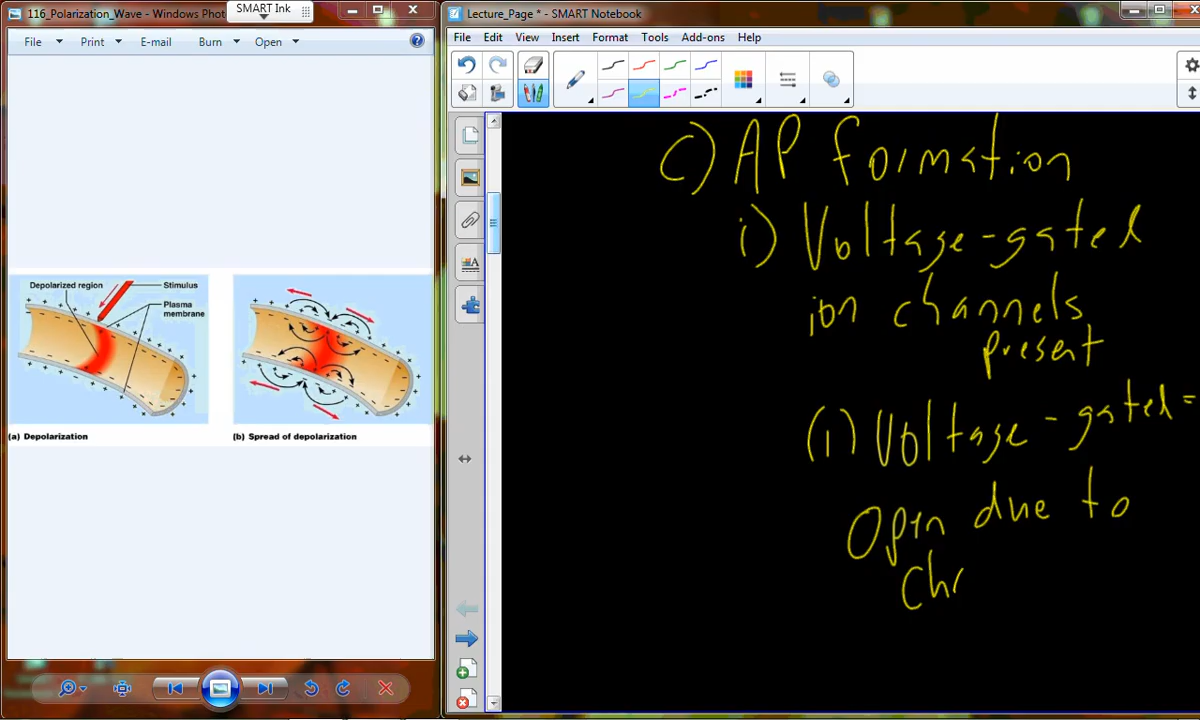 116_Polarization_Wave - Windows Phot
SMART Ink
File Print E-mail Burn Open
Depolarized region
Stimulus
Plasma
membrane
(a) Depolarization
(b) Spread of depolarization
Lecture_Page * - SMART Notebook
File Edit View Insert Format Tools Add-ons Help
C) AP formation
i) Voltage-gated
ion channels
present
(1) Voltage-gated =
Open due to